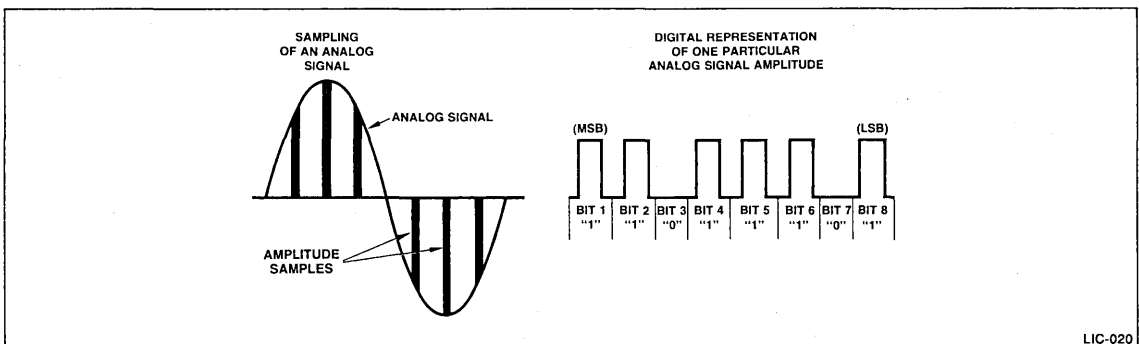 SAMPLING
OF AN ANALOG
SIGNAL
ANALOG SIGNAL
AMPLITUDE
SAMPLES
DIGITAL REPRESENTATION
OF ONE PARTICULAR
ANALOG SIGNAL AMPLITUDE
(MSB) (LSB)
BIT 1 BIT 2 BIT 3 BIT 4 BIT 5 BIT 6 BIT 7 BIT 8
"1" "1" "0" "1" "1" "1" "0" "1"
LIC-020